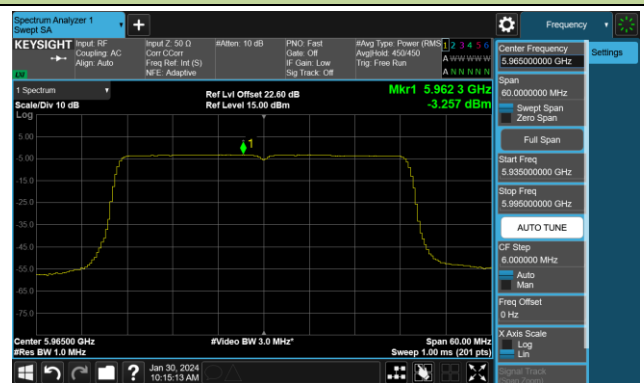 Spectrum Analyzer 1
Swept SA
+
Frequency
KEYSIGHT
Input: RF
Coupling: AC
Align: Auto
Input Z: 50 Ω
Corr CCorr
Freq Ref: Int (S)
NFE: Adaptive
#Atten: 10 dB
PNO: Fast
Gate: Off
IF Gain: Low
Sig Track: Off
#Avg Type: Power (RMS)
Avg|Hold: 450/450
Trig: Free Run
1 2 3 4 5 6
A W W W W W
A N N N N N
LW
1 Spectrum
Scale/Div 10 dB
Log
Ref Lvl Offset 22.60 dB
Ref Level 15.00 dBm
Mkr1 5.962 3 GHz
-3.257 dBm
1
5.00
-5.00
-15.0
-25.0
-35.0
-45.0
-55.0
-65.0
-75.0
Center 5.96500 GHz
#Res BW 1.0 MHz
#Video BW 3.0 MHz*
Span 60.00 MHz
Sweep 1.00 ms (201 pts)
Center Frequency
5.965000000 GHz
Settings
Span
60.0000000 MHz
Swept Span
Zero Span
Full Span
Start Freq
5.935000000 GHz
Stop Freq
5.995000000 GHz
AUTO TUNE
CF Step
6.000000 MHz
Auto
Man
Freq Offset
0 Hz
X Axis Scale
Log
Lin
Signal Track
?
Jan 30, 2024
10:15:13 AM